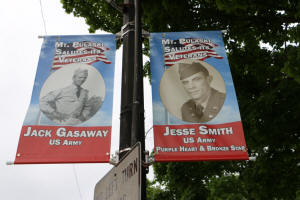 Mt. Pulaski
Salutes its
Veterans
Jack Gasaway
US Army
Mt. Pulaski
Salutes its
Veterans
Jesse Smith
US Army
Purple Heart & Bronze Star
TURN